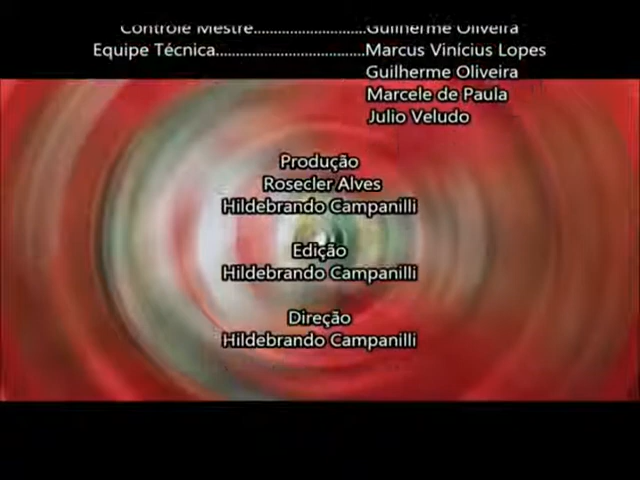 Controle Mestre............................Guilherme Oliveira
Equipe Técnica.....................................Marcus Vinícius Lopes
Guilherme Oliveira
Marcele de Paula
Julio Veludo
Produção
Rosecler Alves
Hildebrando Campanilli
Edição
Hildebrando Campanilli
Direção
Hildebrando Campanilli